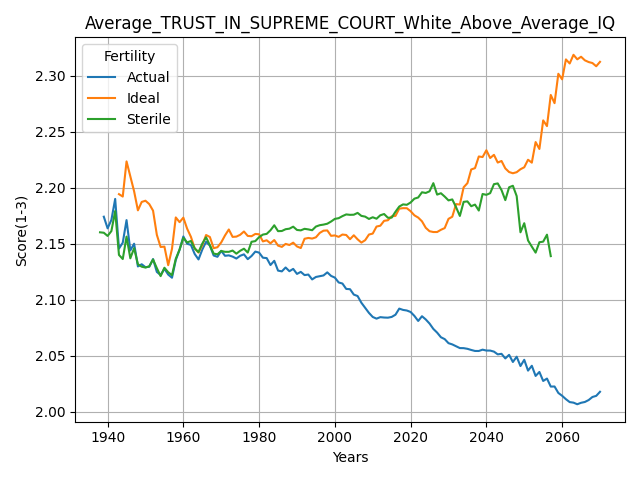 Average_TRUST_IN_SUPREME_COURT_White_Above_Average_IQ
Fertility
Actual
Ideal
Sterile
Score(1-3)
2.30
2.25
2.20
2.15
2.10
2.05
2.00
1940 1960 1980 2000 2020 2040 2060
Years